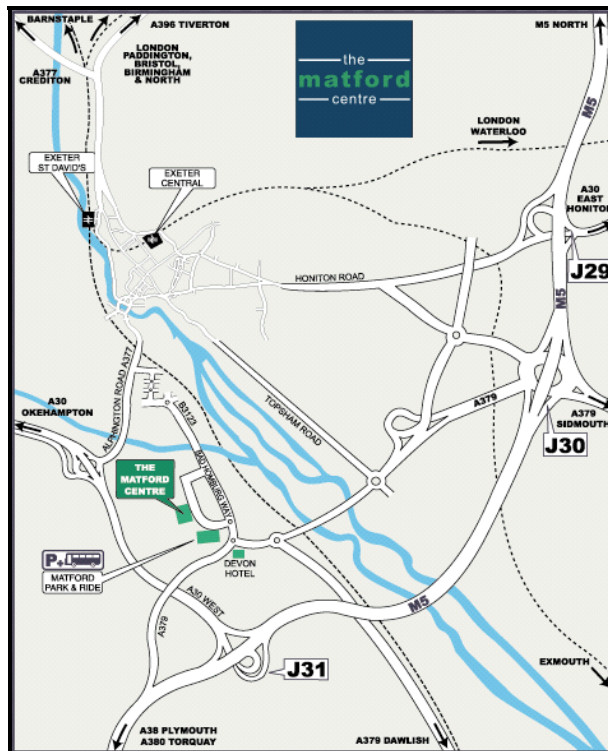 BARNSTAPLE
A396 TIVERTON
M5 NORTH
LONDON
PADDINGTON,
BRISTOL,
BIRMINGHAM
& NORTH
A377
CREDITON
the
matford
centre
M5
LONDON
WATERLOO
EXETER
ST DAVID'S
EXETER
CENTRAL
A30
EAST
HONITON
J29
HONITON ROAD
M5
ALPHINGTON ROAD A377
A30
OKEHAMPTON
B3123
TOPSHAM ROAD
A379
A379
SIDMOUTH
J30
THE
MATFORD
CENTRE
BAD HOMBURG WAY
P+
MATFORD
PARK & RIDE
DEVON
HOTEL
A30 WEST
A379
M5
J31
EXMOUTH
A38 PLYMOUTH
A380 TORQUAY
A379 DAWLISH